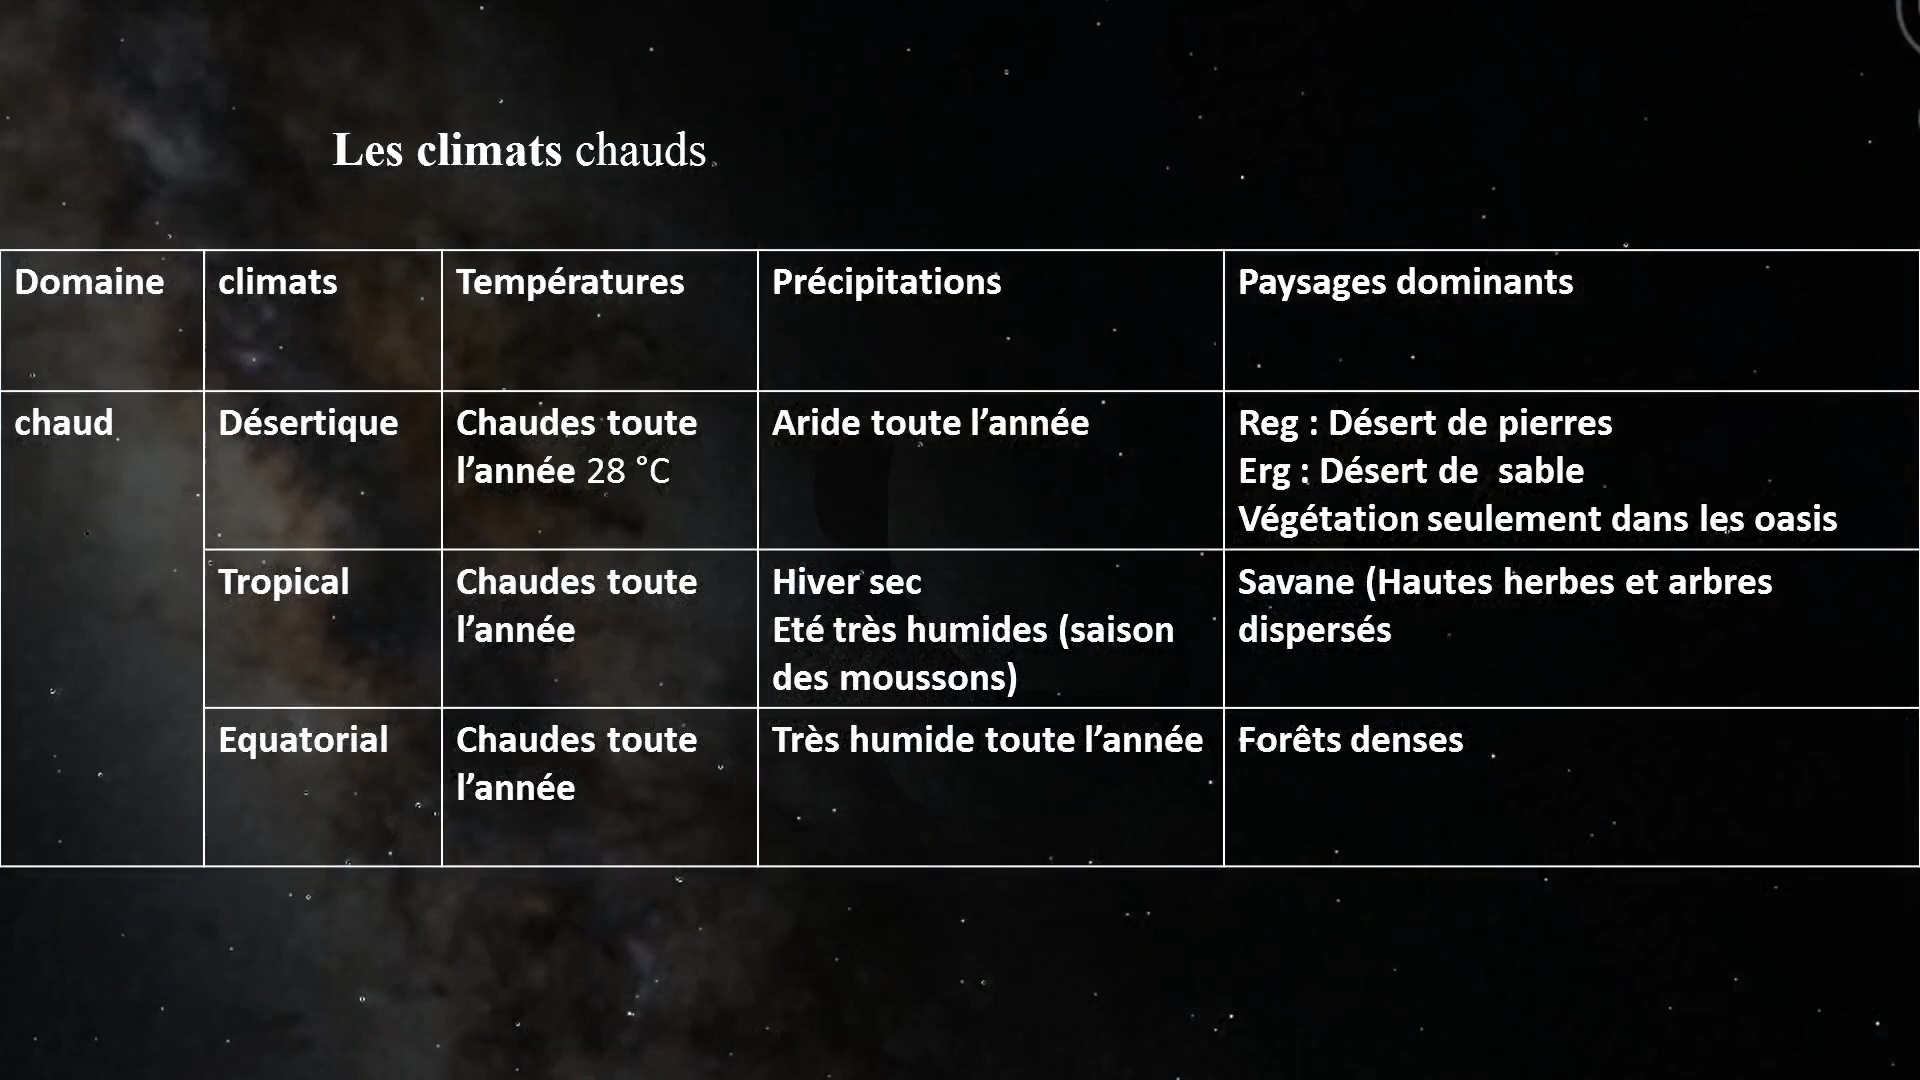 Les climats chauds
Domaine climats Températures Précipitations Paysages dominants
chaud Désertique Chaudes toute Aride toute l’année Reg : Désert de pierres
l’année 28 °C Erg : Désert de sable
Végétation seulement dans les oasis
Tropical Chaudes toute Hiver sec Savane (Hautes herbes et arbres
l’année Eté très humides (saison dispersés
des moussons)
Equatorial Chaudes toute Très humide toute l’année Forêts denses
l’année